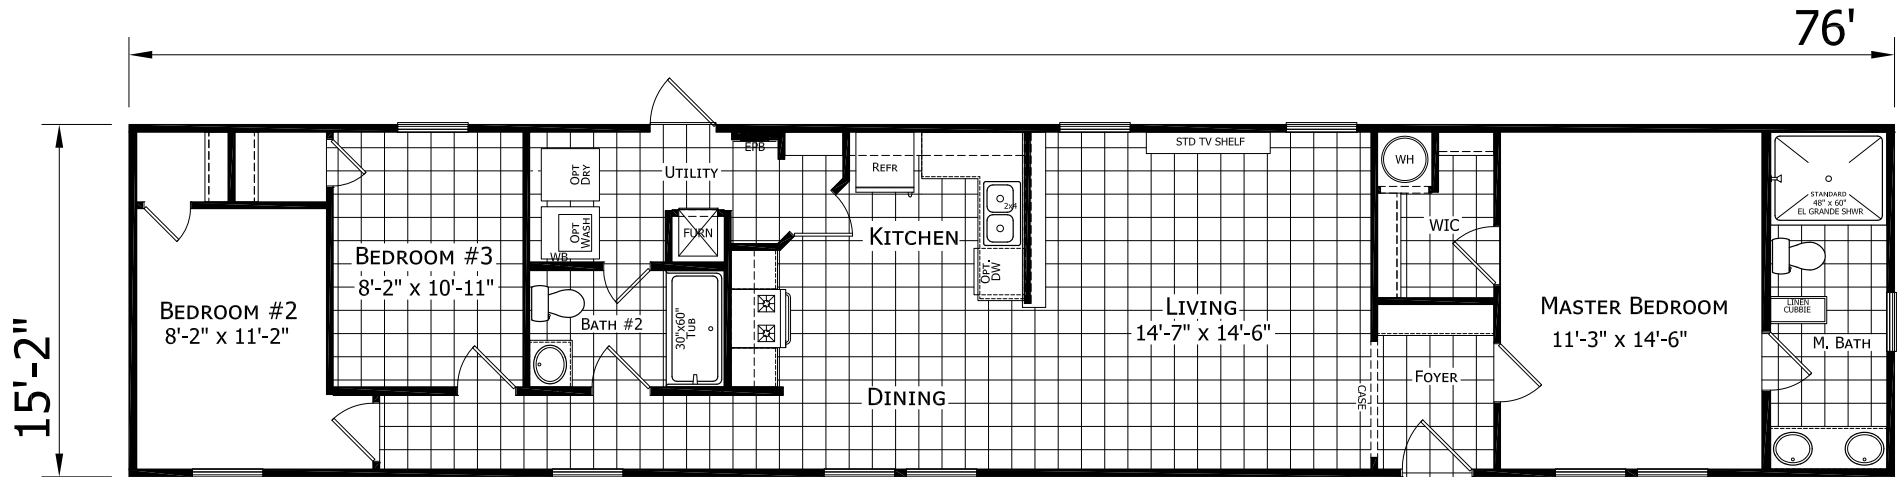 76'
15'-2"
BEDROOM #2
8'-2" x 11'-2"
BEDROOM #3
8'-2" x 10'-11"
OPT
DRY
OPT
WASH
WB
UTILITY
EPB
FURN
BATH #2
30"x60"
TUB
REFR
2x4
KITCHEN
OPT.
DW
DINING
STD TV SHELF
LIVING
14'-7" x 14'-6"
WH
WIC
FOYER
CASE
MASTER BEDROOM
11'-3" x 14'-6"
STANDARD
48" x 60"
EL GRANDE SHWR
LINEN
CUBBIE
M. BATH